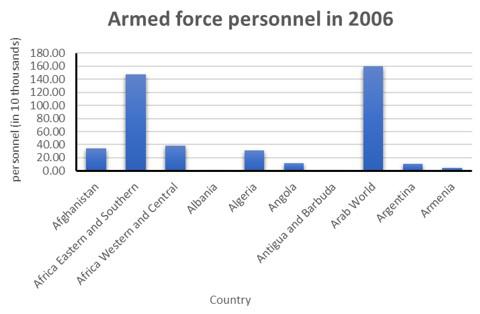 Armed force personnel in 2006
personnel (in 10 thousands)
180.00
160.00
140.00
120.00
100.00
80.00
60.00
40.00
20.00
0.00
Afghanistan
Africa Eastern and Southern
Africa Western and Central
Albania
Algeria
Angola
Antigua and Barbuda
Arab World
Argentina
Armenia
Country